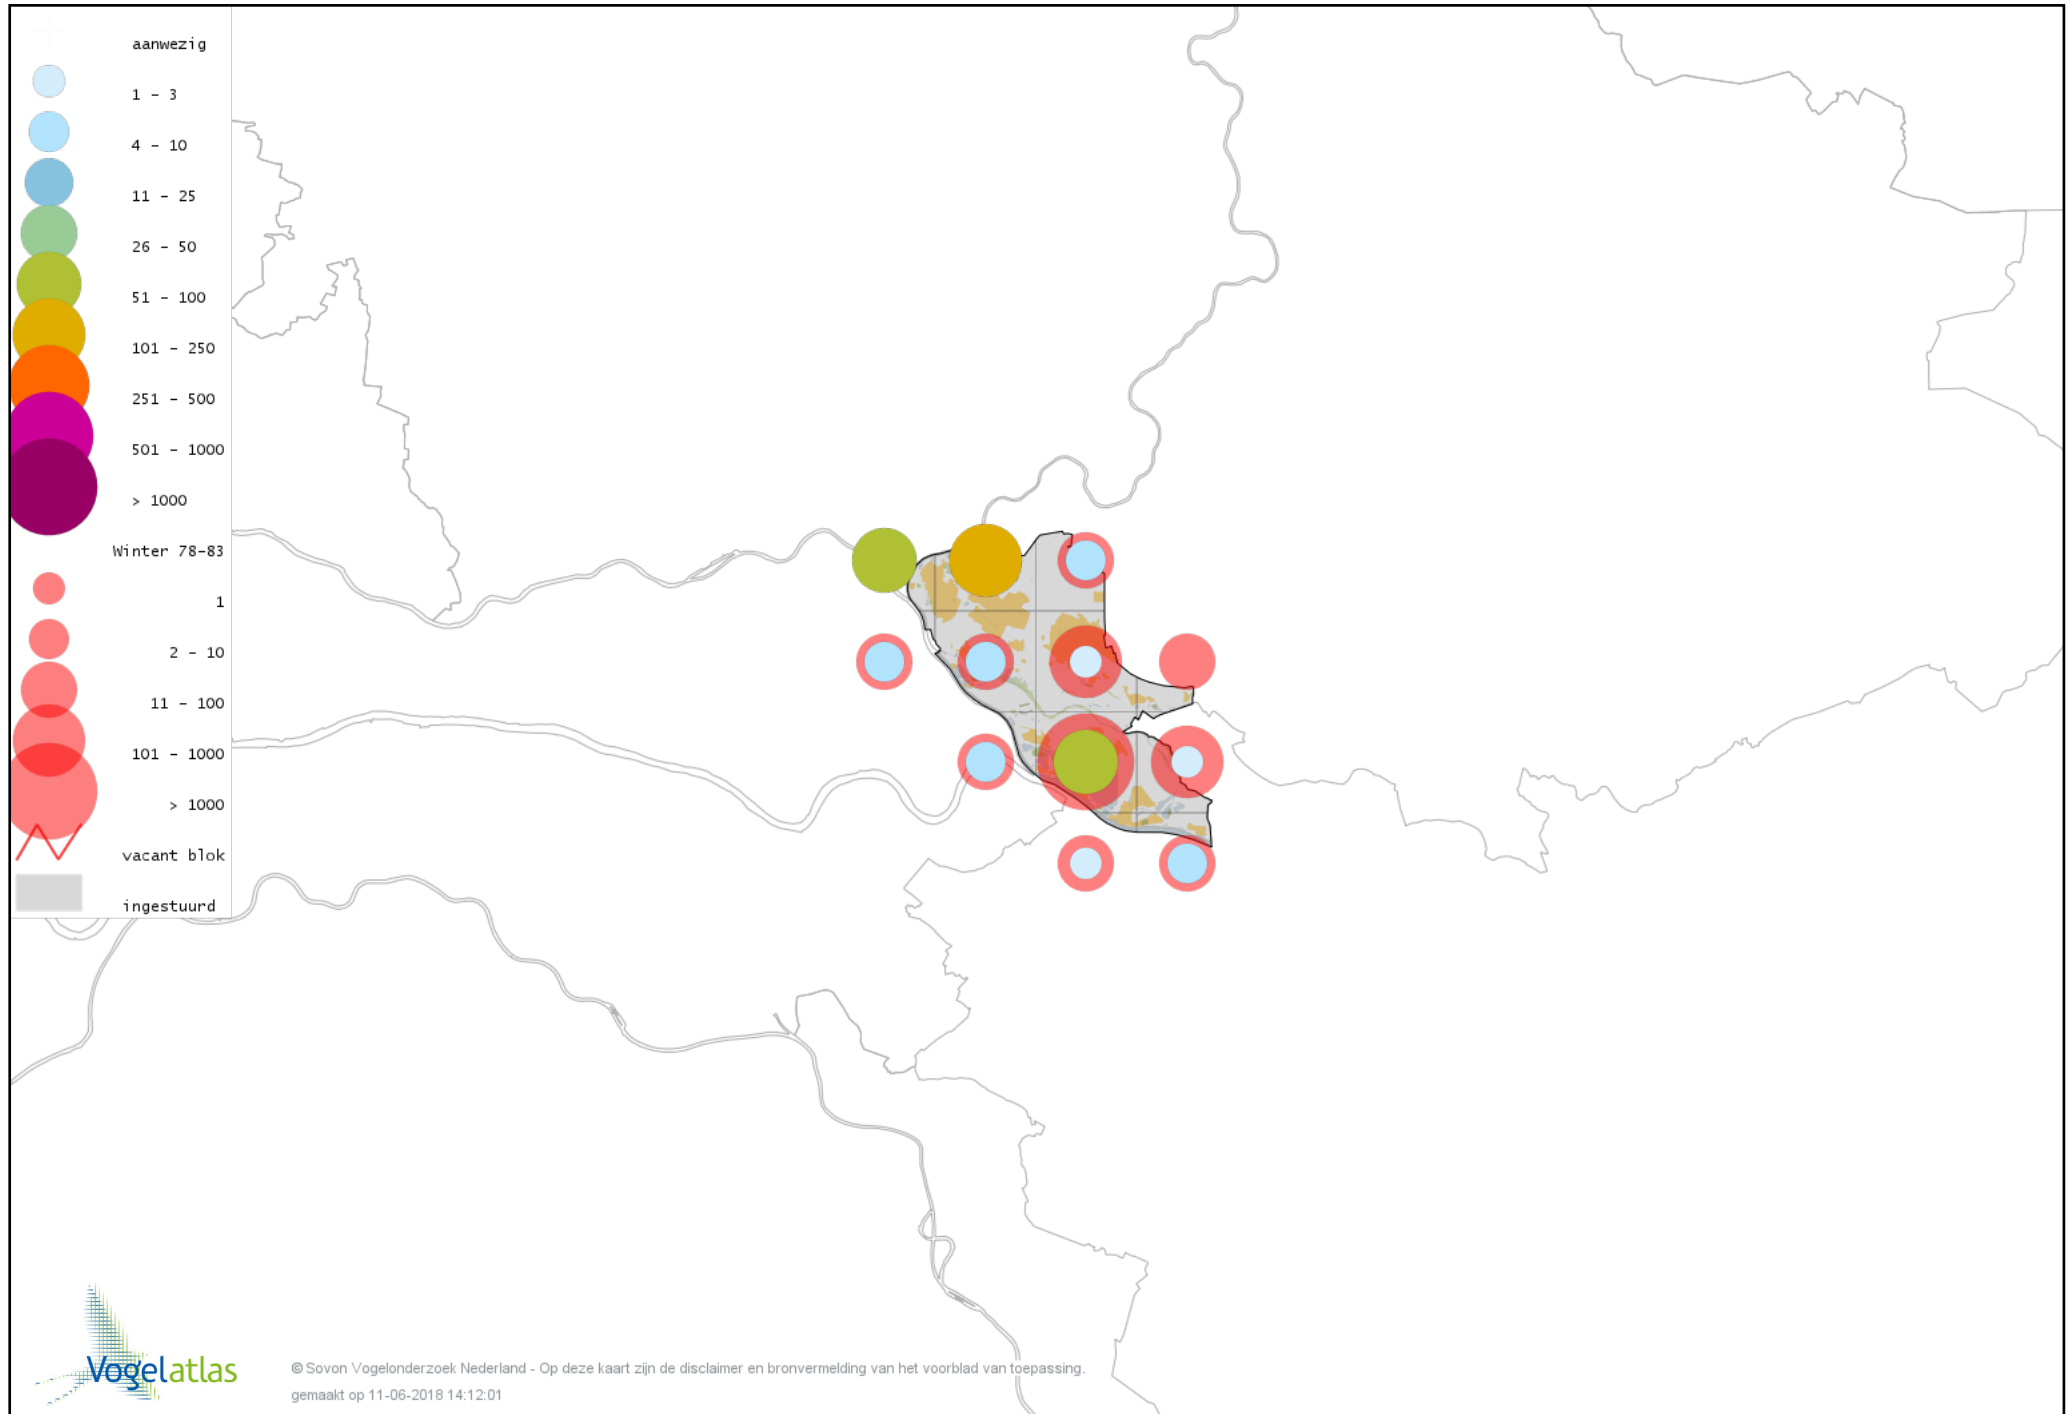 aanwezig
1 - 3
4 - 10
11 - 25
26 - 50
51 - 100
101 - 250
251 - 500
501 - 1000
> 1000
Winter 78-83
1
2 - 10
11 - 100
101 - 1000
> 1000
vacant blok
ingestuurd
Vogelatlas
© Sovon Vogelonderzoek Nederland - Op deze kaart zijn de disclaimer en bronvermelding van het voorblad van toepassing.
gemaakt op 11-06-2018 14:12:01